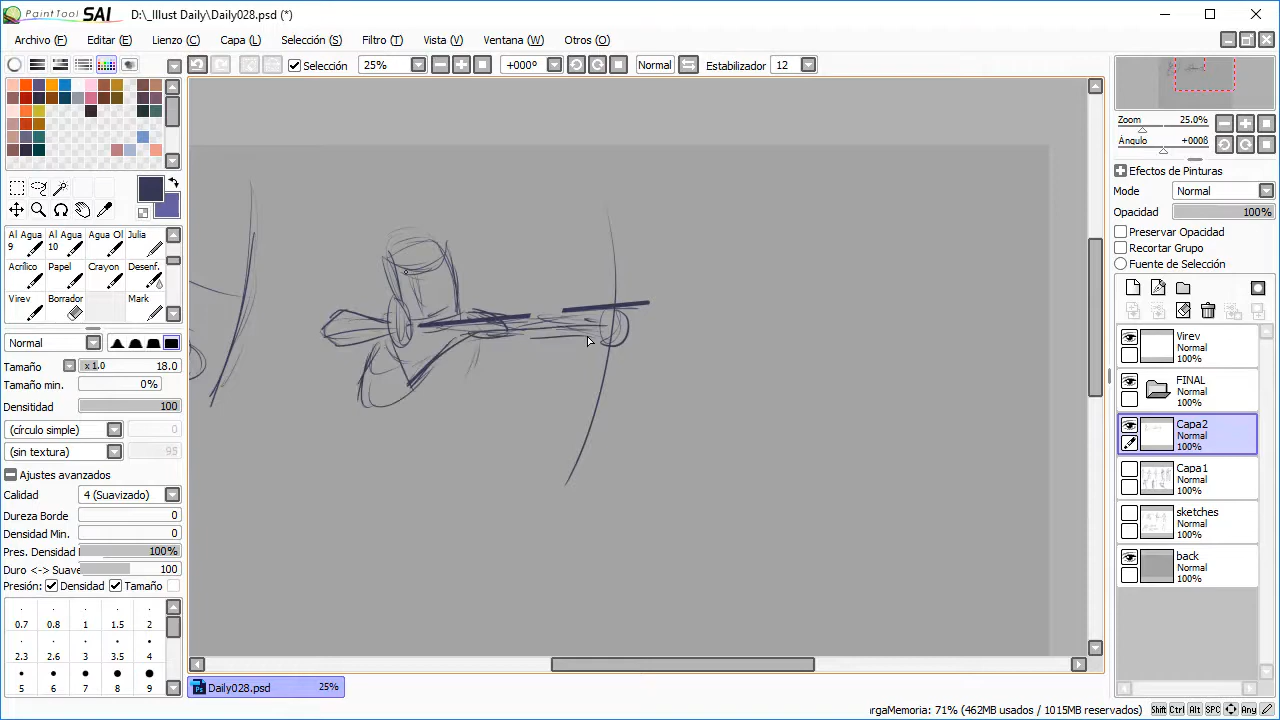 PaintTool SAI D:\_Illust Daily\Daily028.psd (*)
Archivo (F) Editar (E) Lienzo (C) Capa (L) Selección (S) Filtro (T) Vista (V) Ventana (W) Otros (O)
Selección 25% +000° Normal Estabilizador 12
Zoom 25.0%
Ángulo +000§
Efectos de Pinturas
Modo Normal
Opacidad 100%
Preservar Opacidad
Recortar Grupo
Fuente de Selección
Al Agua 9 Al Agua 10 Agua Ol Julia
Acrílico Papel Crayon Desenf.
Virev Borrador Mark
Normal
Tamaño x 1.0 18.0
Tamaño min. 0%
Densitidad 100
(círculo simple) 0
(sin textura) 95
Ajustes avanzados
Calidad 4 (Suavizado)
Dureza Borde 0
Densidad Min. 0
Pres. Densidad 100%
Duro <-> Suave 100
Presión: Densidad Tamaño
0.7 0.8 1 1.5 2
2.3 2.6 3 3.5 4
5 6 7 8 9
Virev
Normal
100%
FINAL
Normal
100%
Capa2
Normal
100%
Capa1
Normal
100%
sketches
Normal
100%
back
Normal
100%
Daily028.psd 25%
argaMemoria: 71% (462MB usados / 1015MB reservados) Shift Ctrl Alt SPC Any